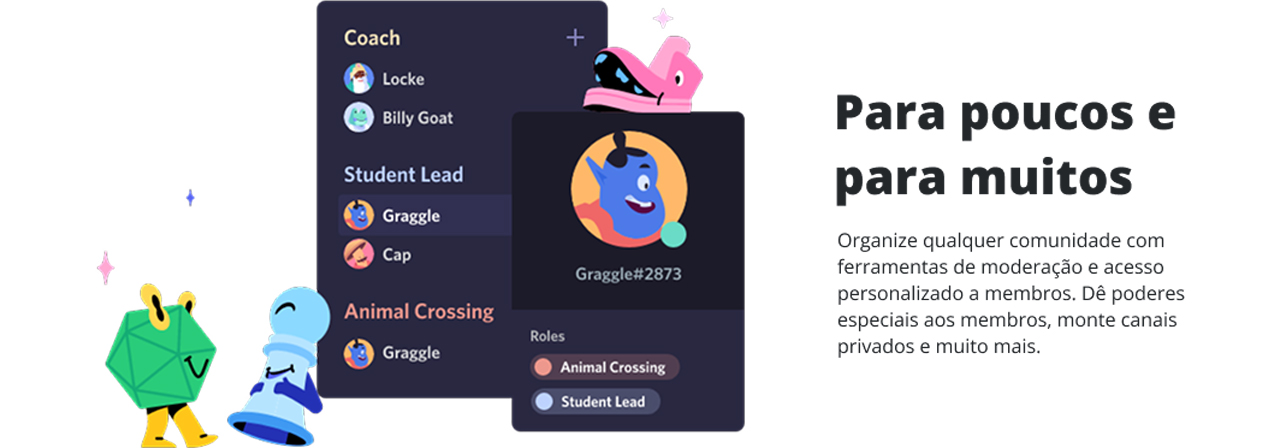 Coach
Locke
Billy Goat
Student Lead
Graggle
Cap
Animal Crossing
Graggle
Graggle#2873
Roles
Animal Crossing
Student Lead
Para poucos e
para muitos
Organize qualquer comunidade com
ferramentas de moderação e acesso
personalizado a membros. Dê poderes
especiais aos membros, monte canais
privados e muito mais.